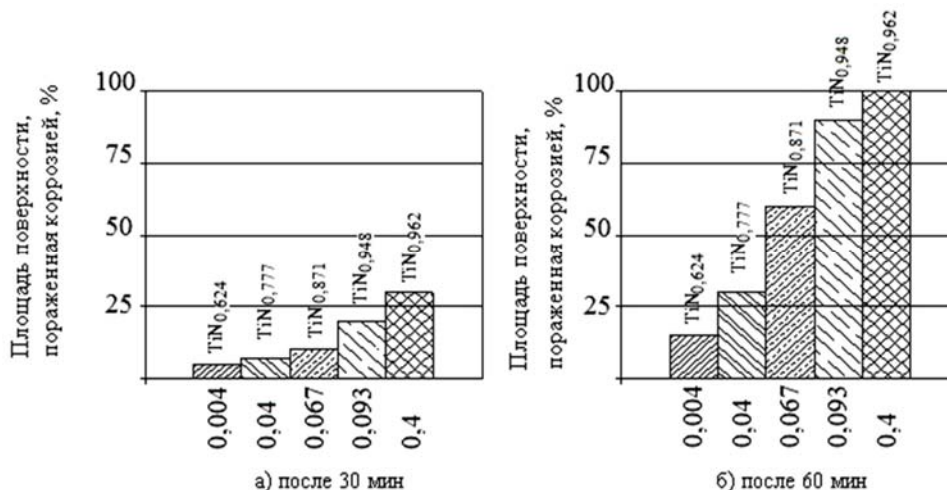 Площадь поверхности,
пораженная коррозией, %
100
75
50
25
TiN0,624
TiN0,777
TiN0,871
TiN0,948
TiN0,962
0,004
0,04
0,067
0,093
0,4
а) после 30 мин
Площадь поверхности,
пораженная коррозией, %
100
75
50
25
TiN0,624
TiN0,777
TiN0,871
TiN0,948
TiN0,962
0,004
0,04
0,067
0,093
0,4
б) после 60 мин